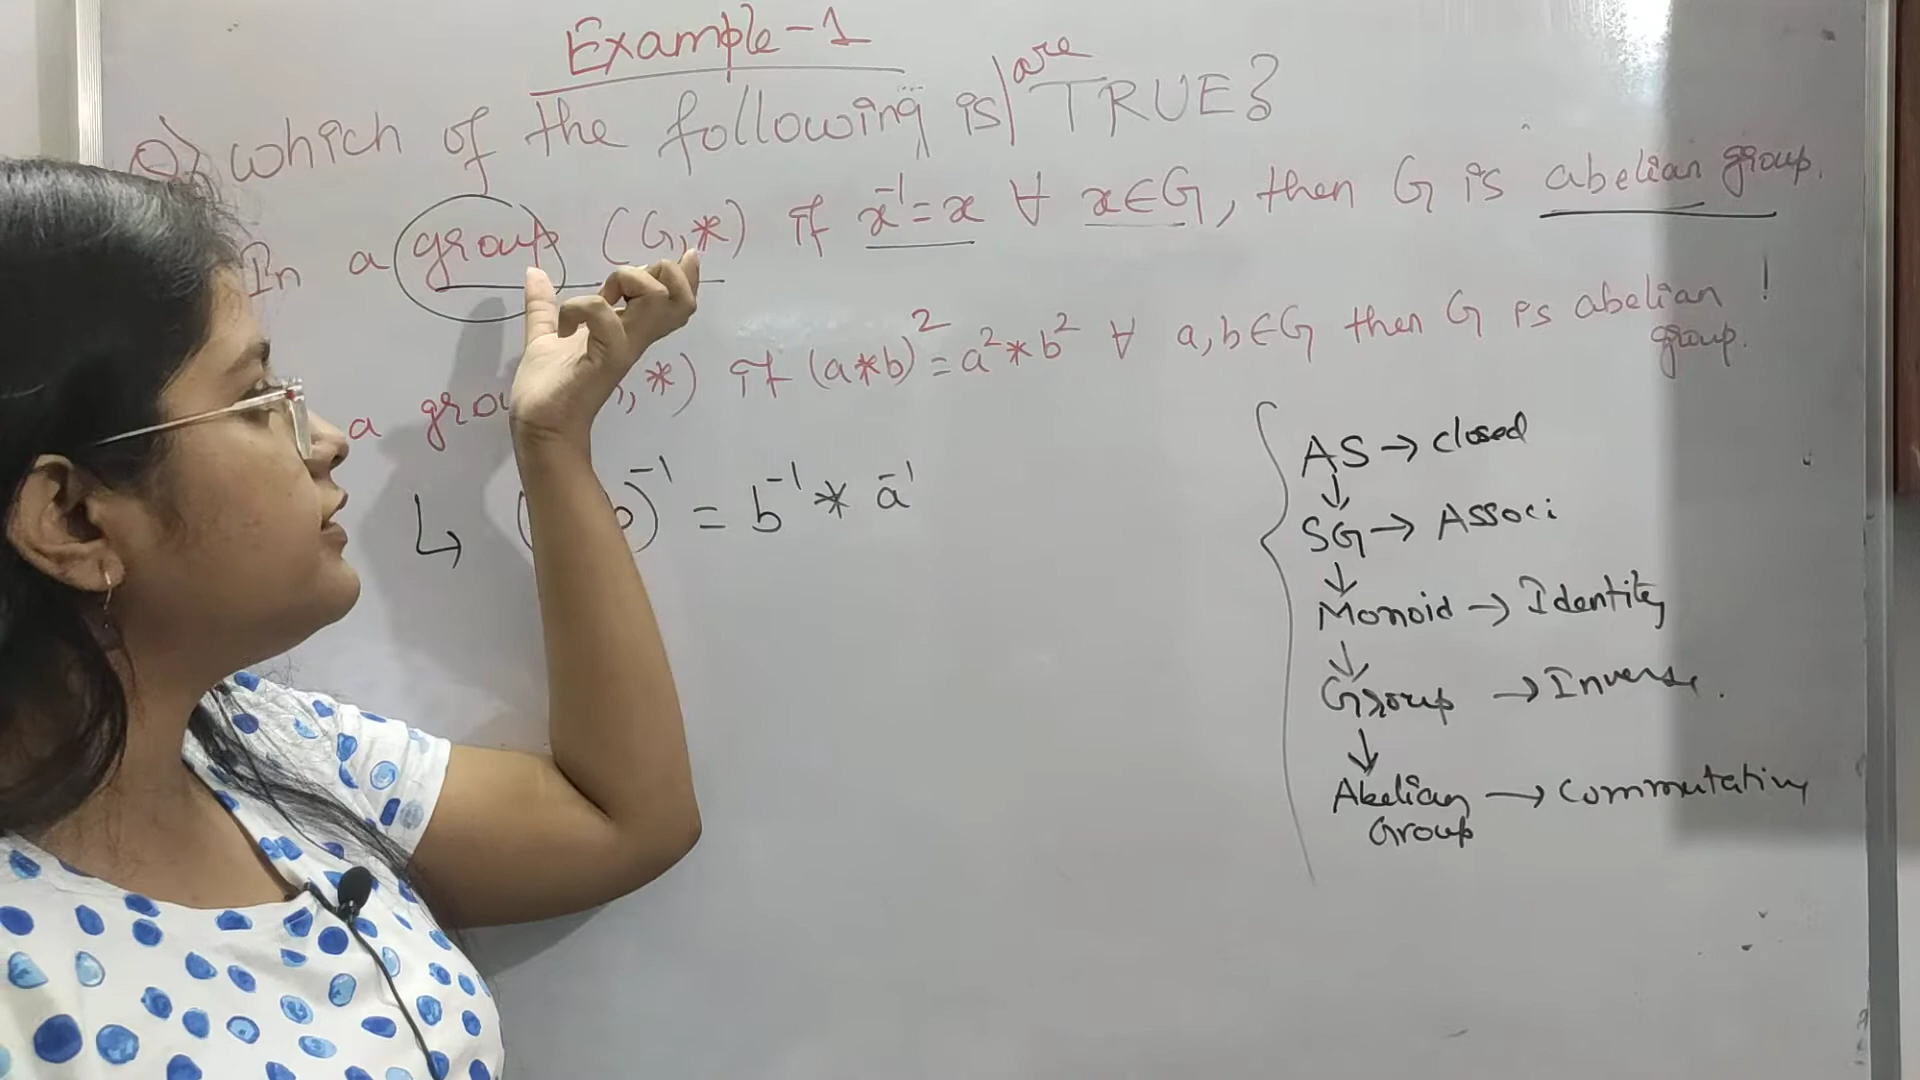 Example-1
Q) which of the following is/are TRUE?
In a group (G,*) if x⁻¹=x ∀ x∈G, then G is abelian group.
a grou ,*) if (a*b)²=a²*b² ∀ a,b∈G then G is abelian group.
↳ )⁻¹ = b⁻¹ * a⁻¹
AS → closed
↓
SG → Associ
↓
Monoid → Identity
↓
Group → Inverse.
↓
Abelian Group → Commutative